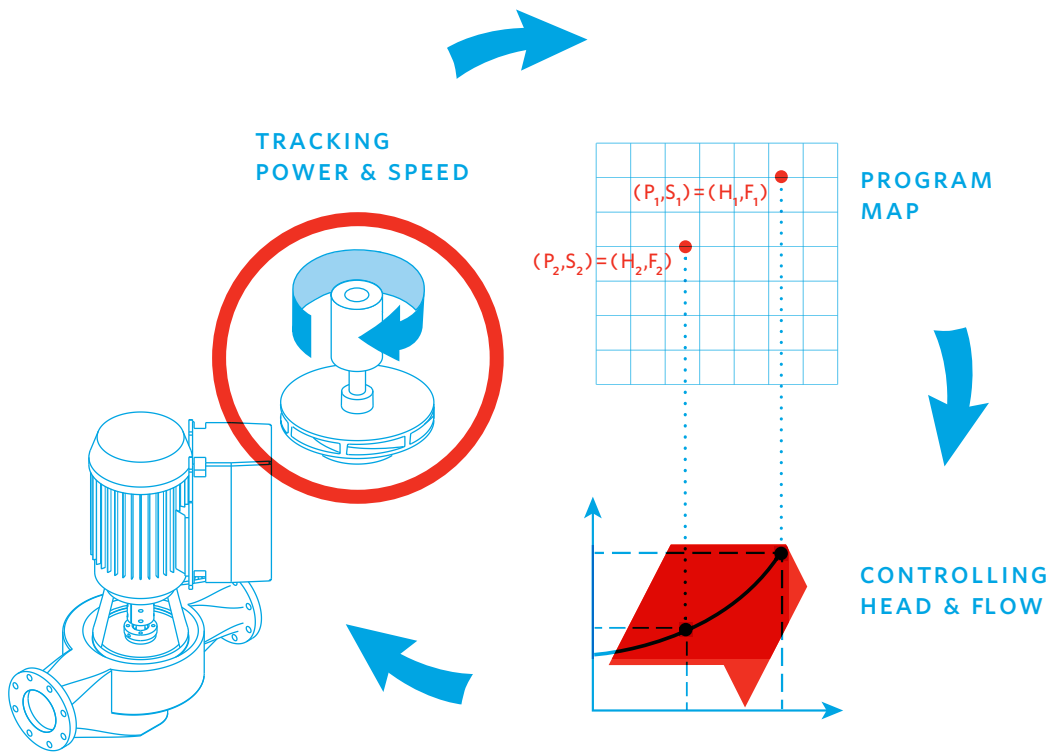 TRACKING
POWER & SPEED
(P₁,S₁)=(H₁,F₁)
(P₂,S₂)=(H₂,F₂)
PROGRAM
MAP
CONTROLLING
HEAD & FLOW